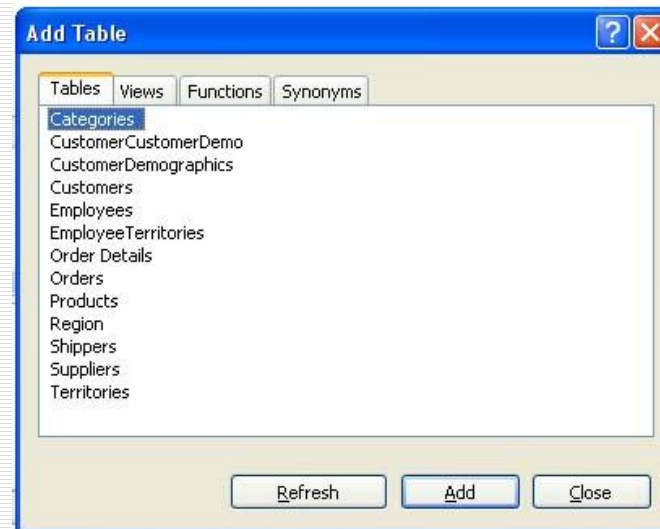 Add Table
Tables Views Functions Synonyms
Categories
CustomerCustomerDemo
CustomerDemographics
Customers
Employees
EmployeeTerritories
Order Details
Orders
Products
Region
Shippers
Suppliers
Territories
Refresh Add Close